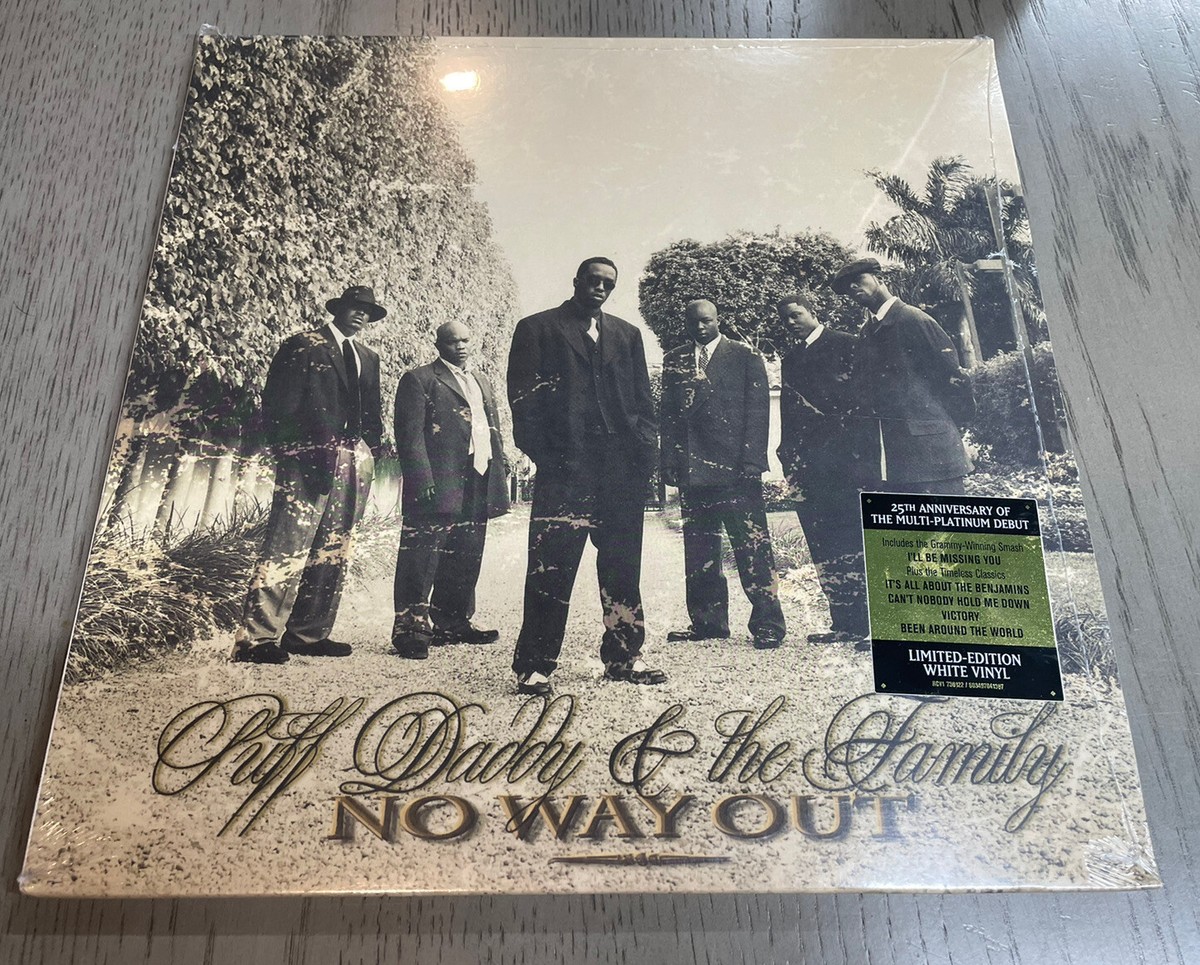 25TH ANNIVERSARY OF
THE MULTI-PLATINUM DEBUT
Includes the Grammy-Winning Smash
I'LL BE MISSING YOU
Plus the Timeless Classics
IT'S ALL ABOUT THE BENJAMINS
CAN'T NOBODY HOLD ME DOWN
VICTORY
BEEN AROUND THE WORLD
LIMITED-EDITION
WHITE VINYL
Puff Daddy & the Family
NO WAY OUT